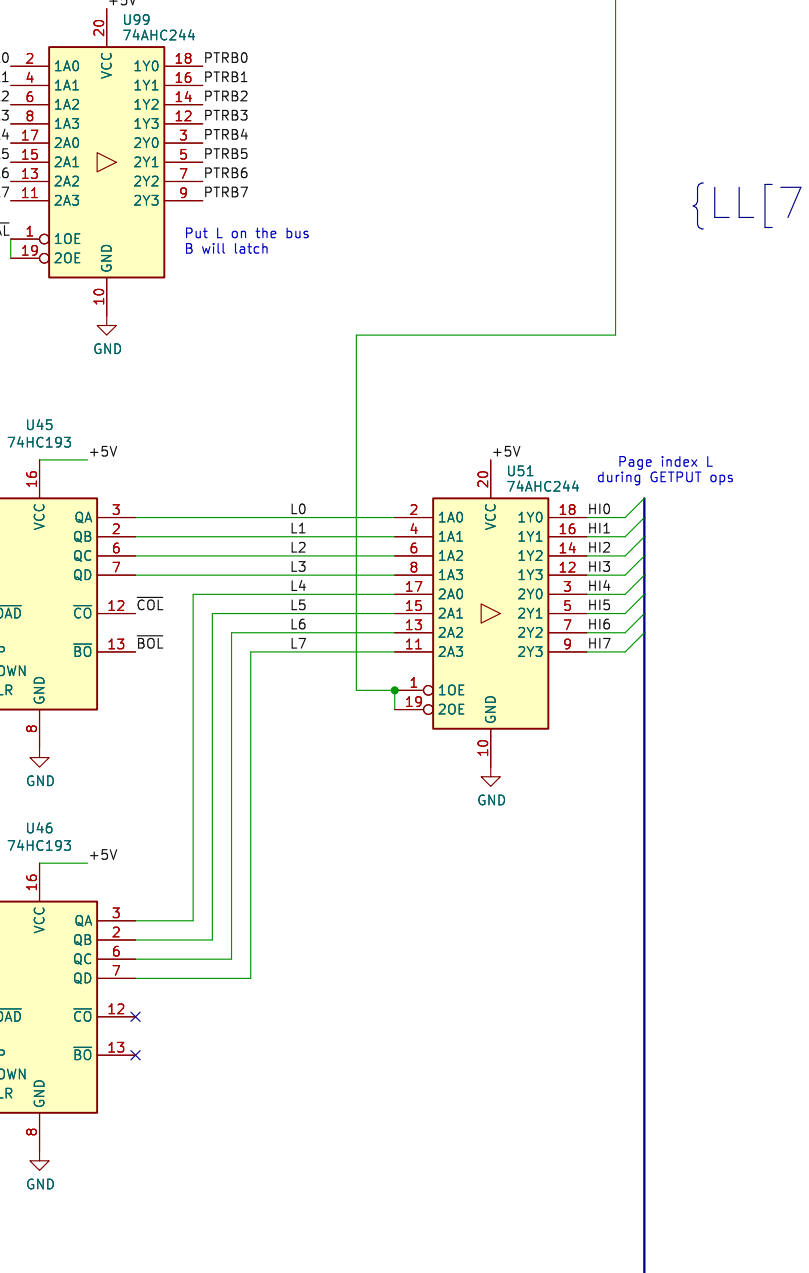 +5V
U99
74AHC244
20
VCC
0 2 1A0 1Y0 18 PTRB0
1 4 1A1 1Y1 16 PTRB1
2 6 1A2 1Y2 14 PTRB2
3 8 1A3 1Y3 12 PTRB3
4 17 2A0 2Y0 3 PTRB4
5 15 2A1 2Y1 5 PTRB5
6 13 2A2 2Y2 7 PTRB6
7 11 2A3 2Y3 9 PTRB7
1 1OE
19 2OE
GND
10
GND
Put L on the bus
B will latch
{LL[7
U45
74HC193
+5V
16
VCC
QA 3 L0
QB 2 L1
QC 6 L2
QD 7 L3
L4
L5
L6
L7
CO 12 COL
BO 13 BOL
GND
8
GND
+5V
U51
74AHC244
20
VCC
2 1A0 1Y0 18 HI0
4 1A1 1Y1 16 HI1
6 1A2 1Y2 14 HI2
8 1A3 1Y3 12 HI3
17 2A0 2Y0 3 HI4
15 2A1 2Y1 5 HI5
13 2A2 2Y2 7 HI6
11 2A3 2Y3 9 HI7
1 1OE
19 2OE
GND
10
GND
Page index L
during GETPUT ops
U46
74HC193
+5V
16
VCC
QA 3
QB 2
QC 6
QD 7
CO 12
BO 13
GND
8
GND